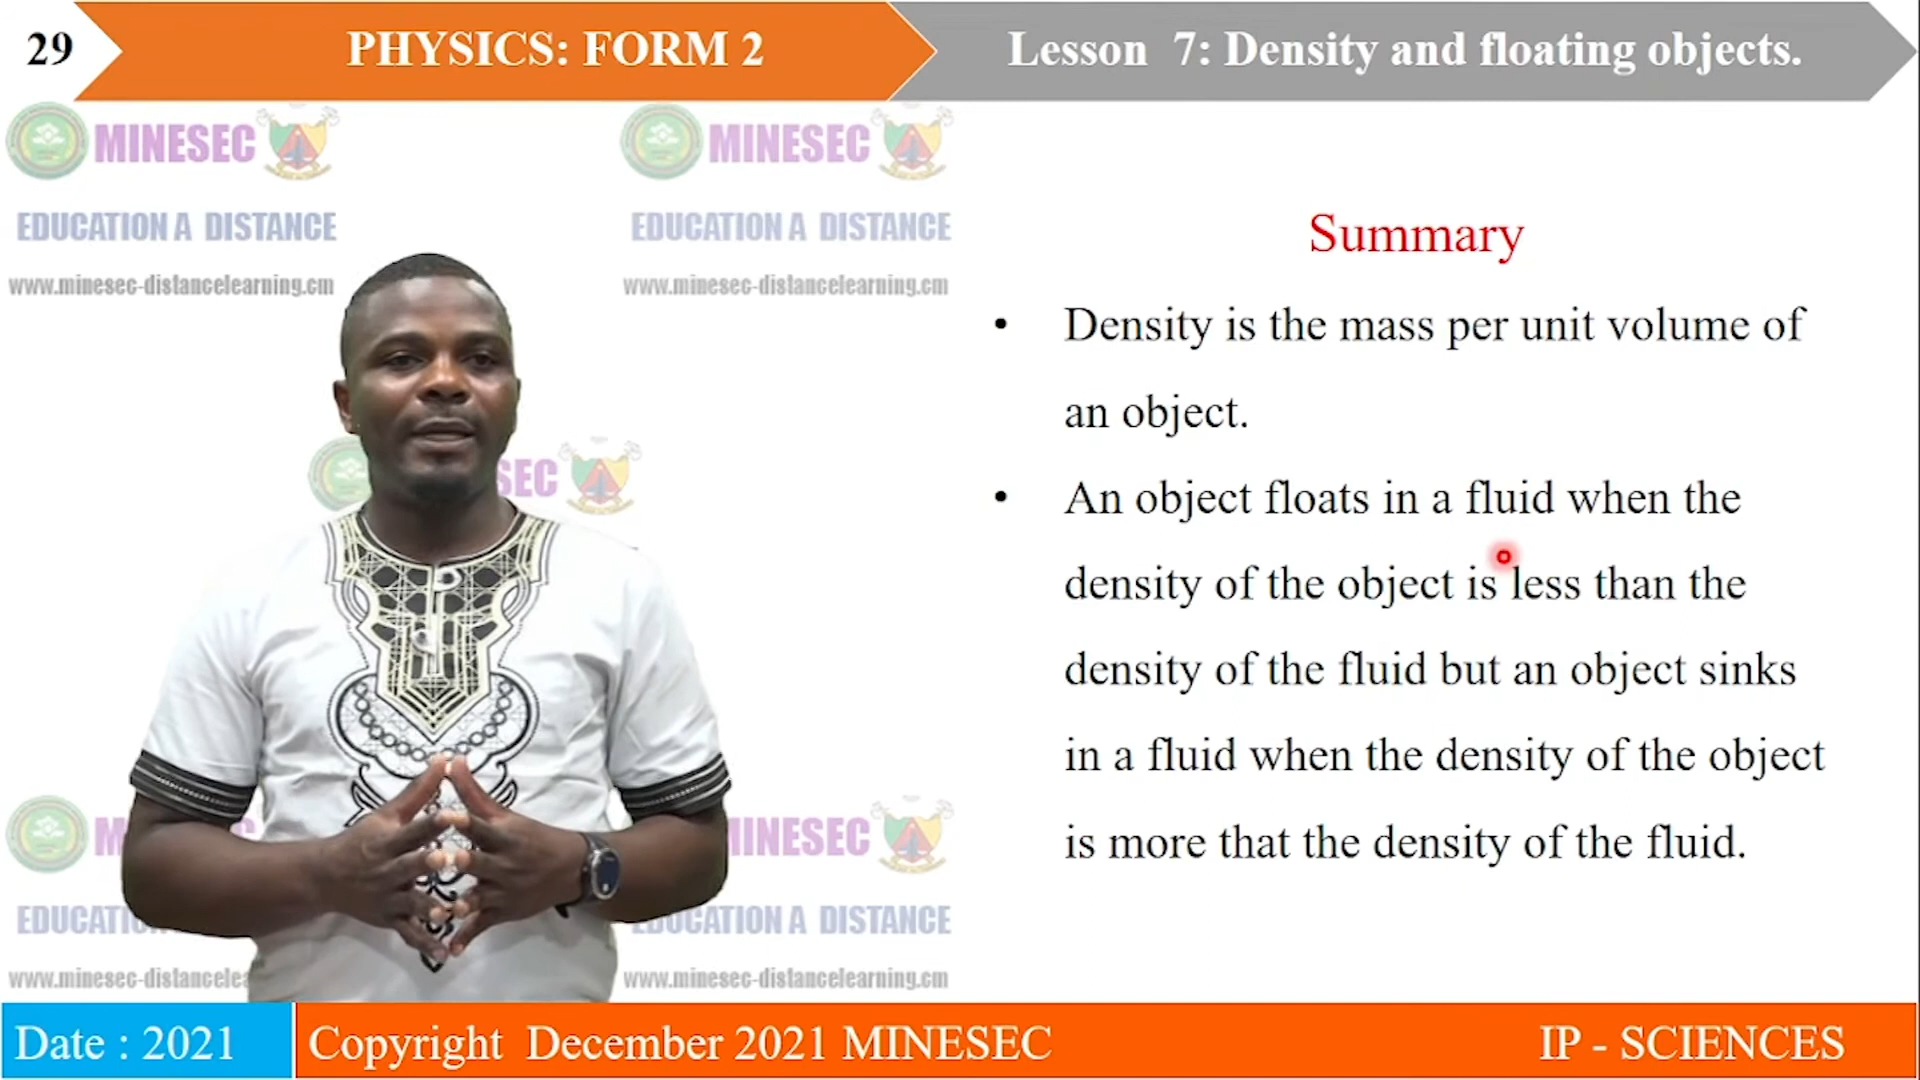 29
PHYSICS: FORM 2
Lesson 7: Density and floating objects.
MINESEC
MINESEC
EDUCATION A DISTANCE
EDUCATION A DISTANCE
www.minesec-distancelearning.cm
www.minesec-distancelearning.cm
Summary
• Density is the mass per unit volume of
an object.
• An object floats in a fluid when the
density of the object is less than the
density of the fluid but an object sinks
in a fluid when the density of the object
is more that the density of the fluid.
SEC
MINESEC
EDUCATION A DISTANCE
www.minesec-distancelearning.cm
Date : 2021
Copyright December 2021 MINESEC
IP - SCIENCES